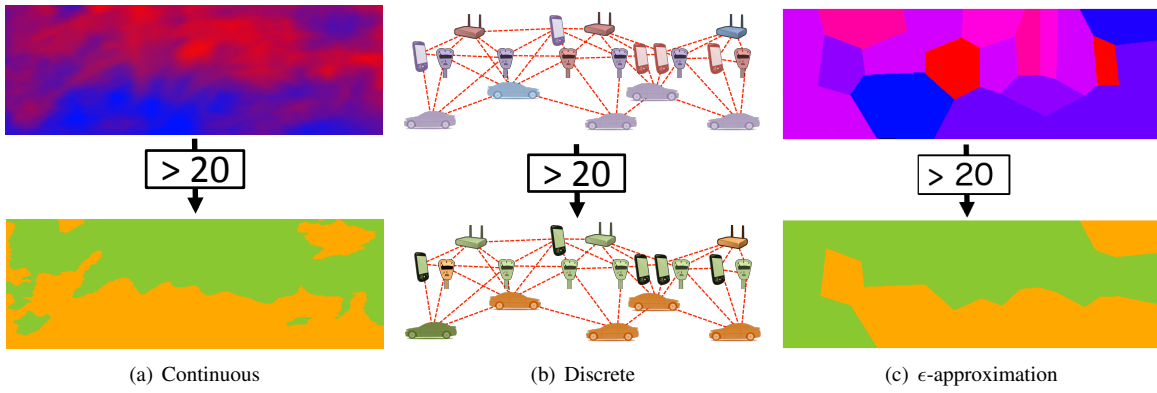 > 20
> 20
> 20
(a) Continuous
(b) Discrete
(c) ϵ-approximation